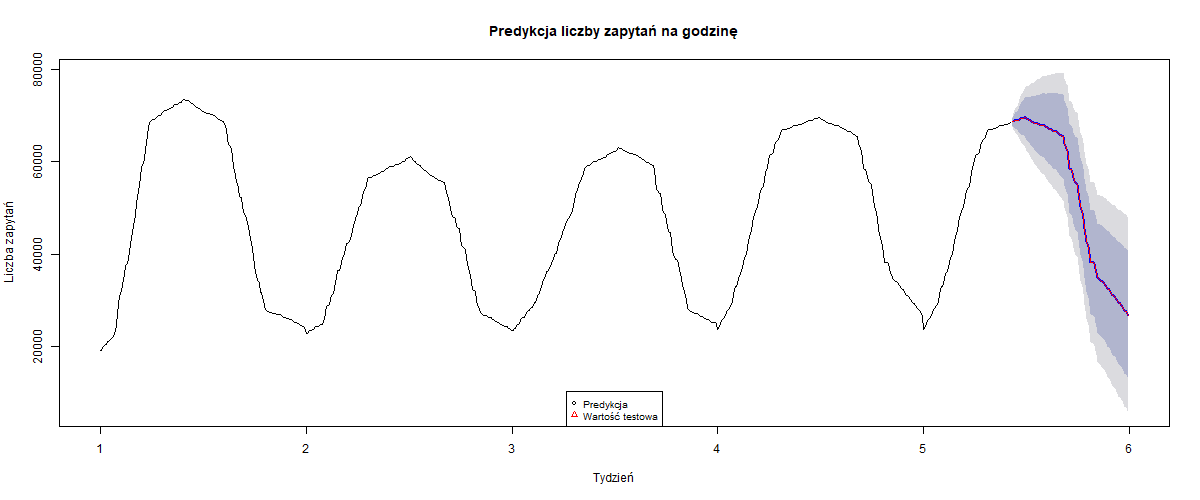 Predykcja liczby zapytań na godzinę
Liczba zapytań
80000
60000
40000
20000
Predykcja
Wartość testowa
1 2 3 4 5 6
Tydzień